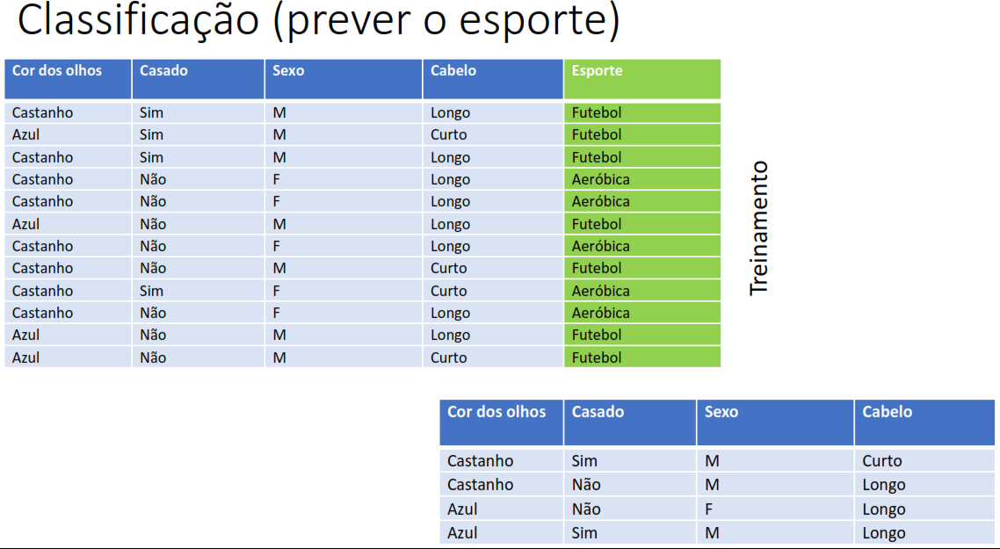 Classificação (prever o esporte)
Cor dos olhos Casado Sexo Cabelo Esporte
Castanho Sim M Longo Futebol
Azul Sim M Curto Futebol
Castanho Sim M Longo Futebol
Castanho Não F Longo Aeróbica
Castanho Não F Longo Aeróbica
Azul Não M Longo Futebol
Castanho Não F Longo Aeróbica
Castanho Não M Curto Futebol
Castanho Sim F Curto Aeróbica
Castanho Não F Longo Aeróbica
Azul Não M Longo Futebol
Azul Não M Curto Futebol
Treinamento
Cor dos olhos Casado Sexo Cabelo
Castanho Sim M Curto
Castanho Não M Longo
Azul Não F Longo
Azul Sim M Longo